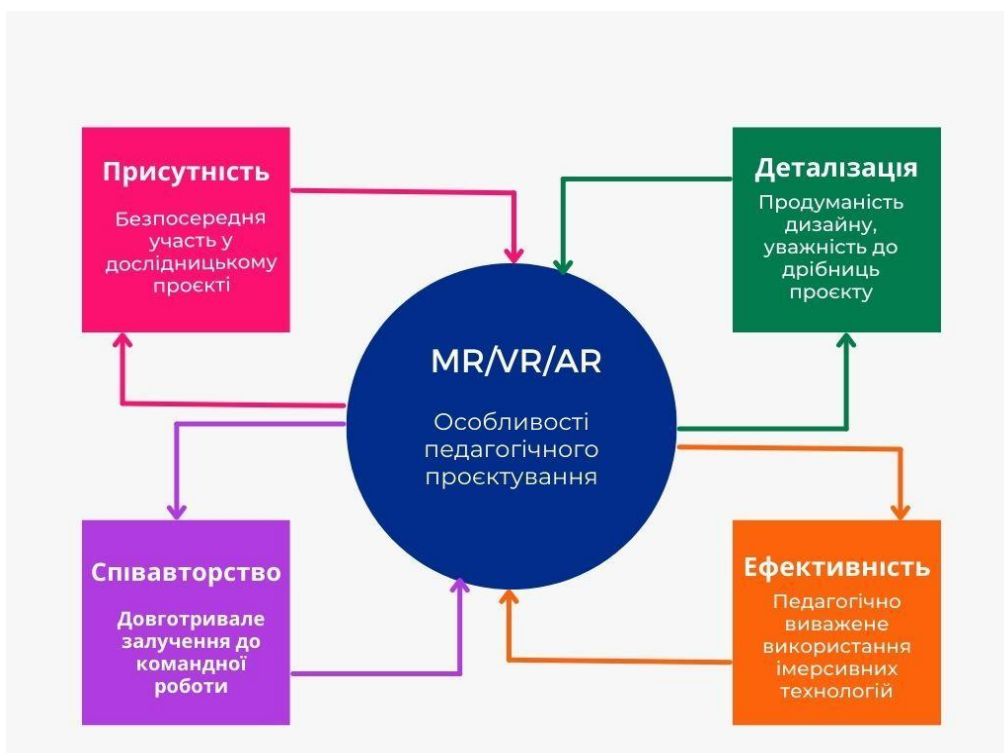 Присутність
Безпосередня
участь у
дослідницькому
проєкті
Деталізація
Продуманість
дизайну,
уважність до
дрібниць
проєкту
MR/VR/AR
Особливості
педагогічного
проєктування
Співавторство
Довготривале
залучення до
командної
роботи
Ефективність
Педагогічно
виважене
використання
імерсивних
технологій